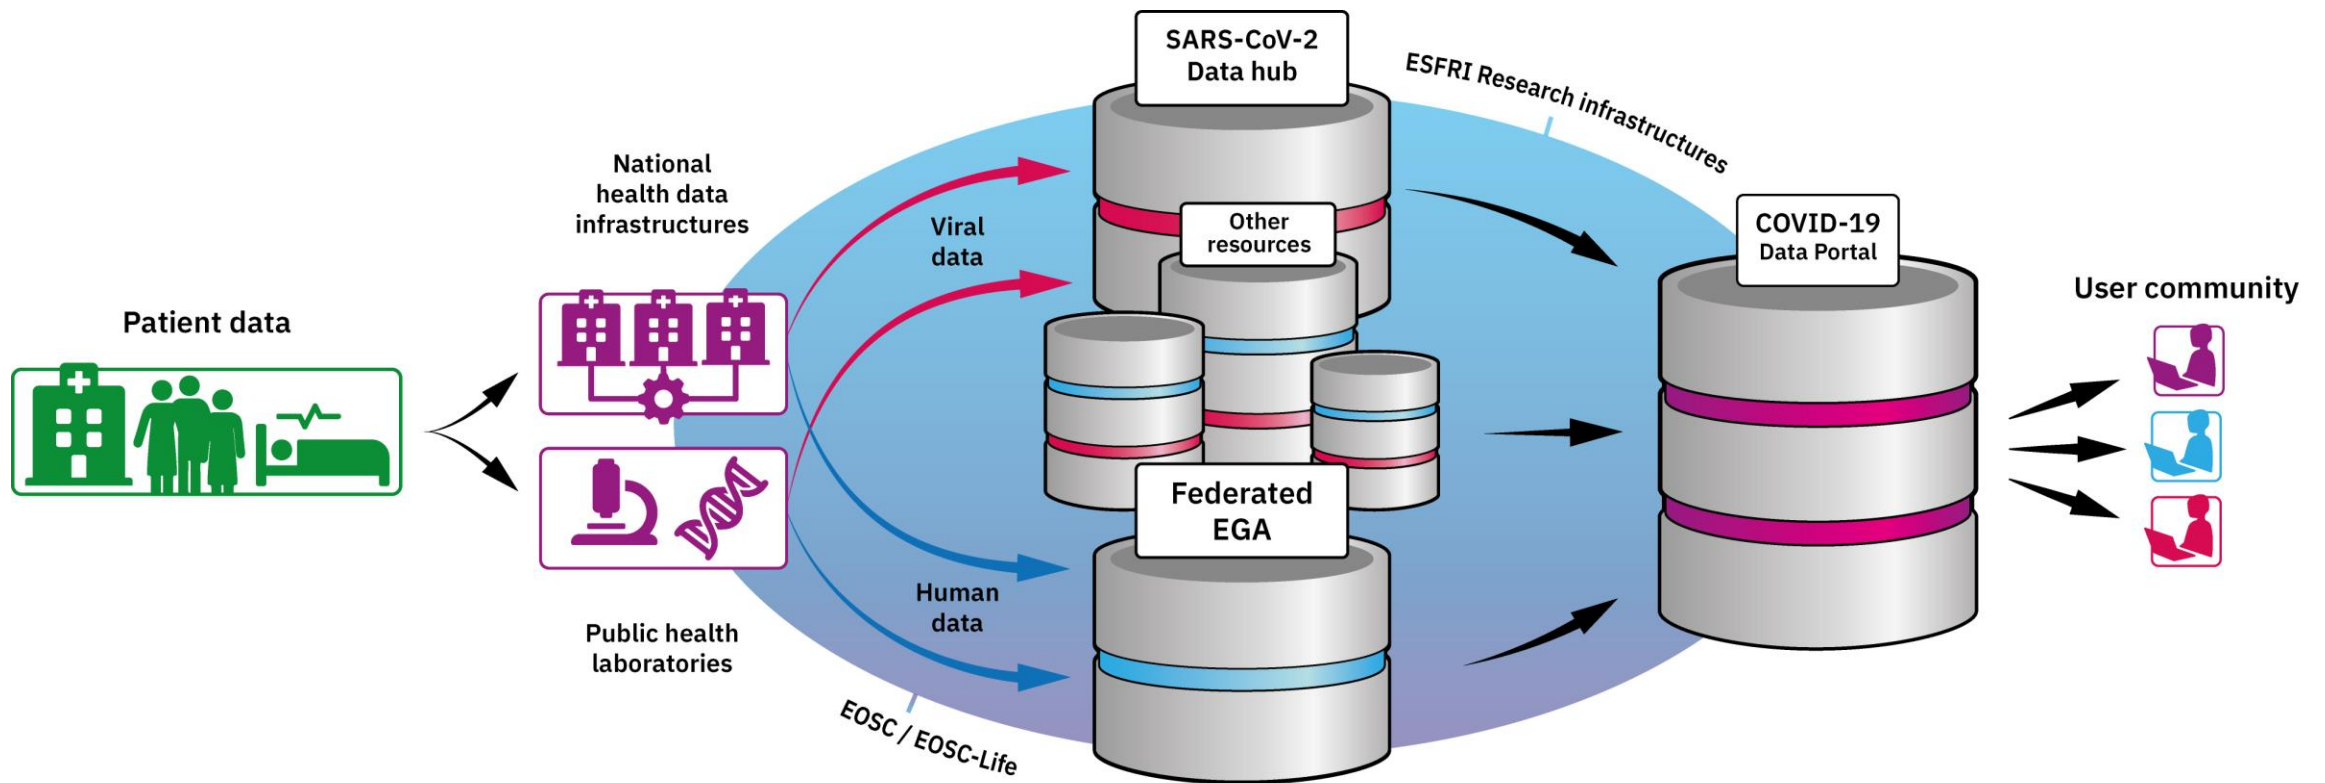 Patient data
National
health data
infrastructures
Public health
laboratories
Viral
data
Human
data
EOSC / EOSC-Life
SARS-CoV-2
Data hub
Other
resources
Federated
EGA
ESFRI Research infrastructures
COVID-19
Data Portal
User community